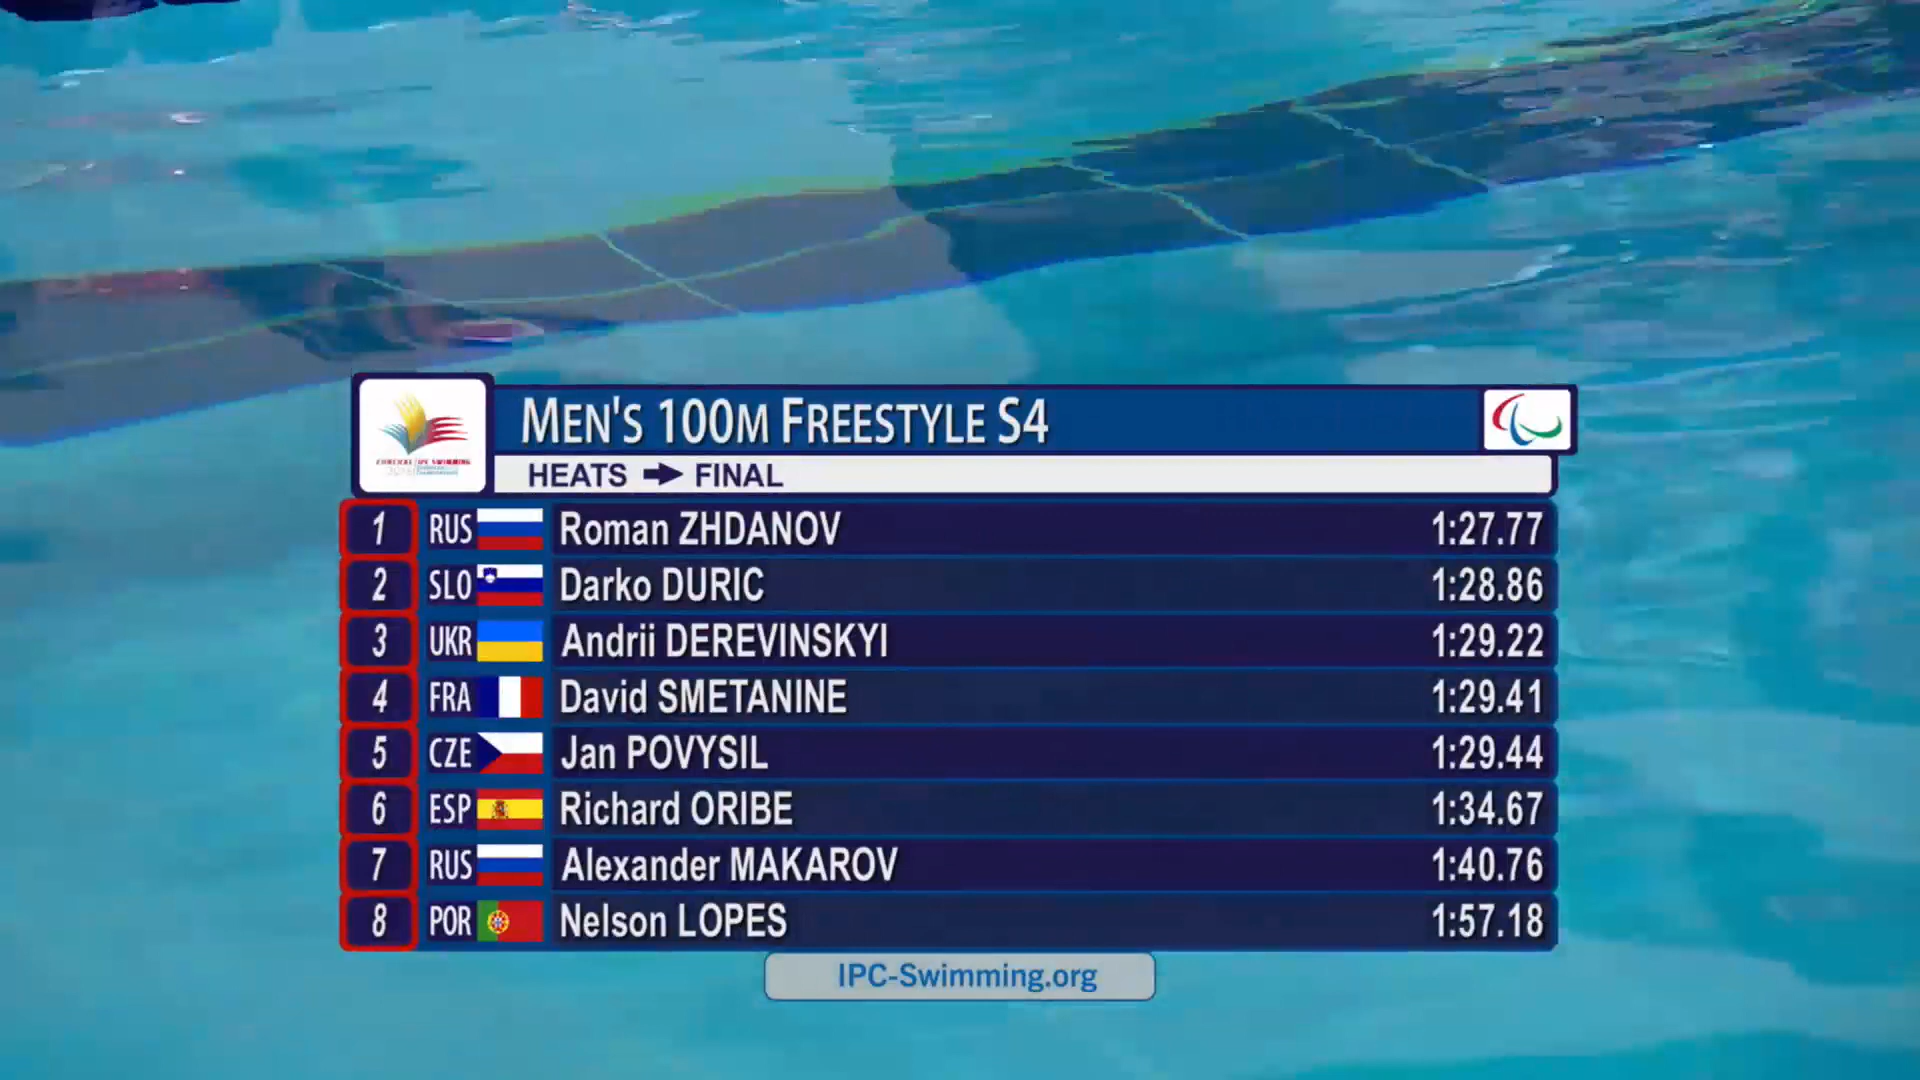 MEN'S 100M FREESTYLE S4
HEATS → FINAL
1 RUS Roman ZHDANOV 1:27.77
2 SLO Darko DURIC 1:28.86
3 UKR Andrii DEREVINSKYI 1:29.22
4 FRA David SMETANINE 1:29.41
5 CZE Jan POVYSIL 1:29.44
6 ESP Richard ORIBE 1:34.67
7 RUS Alexander MAKAROV 1:40.76
8 POR Nelson LOPES 1:57.18
IPC-Swimming.org